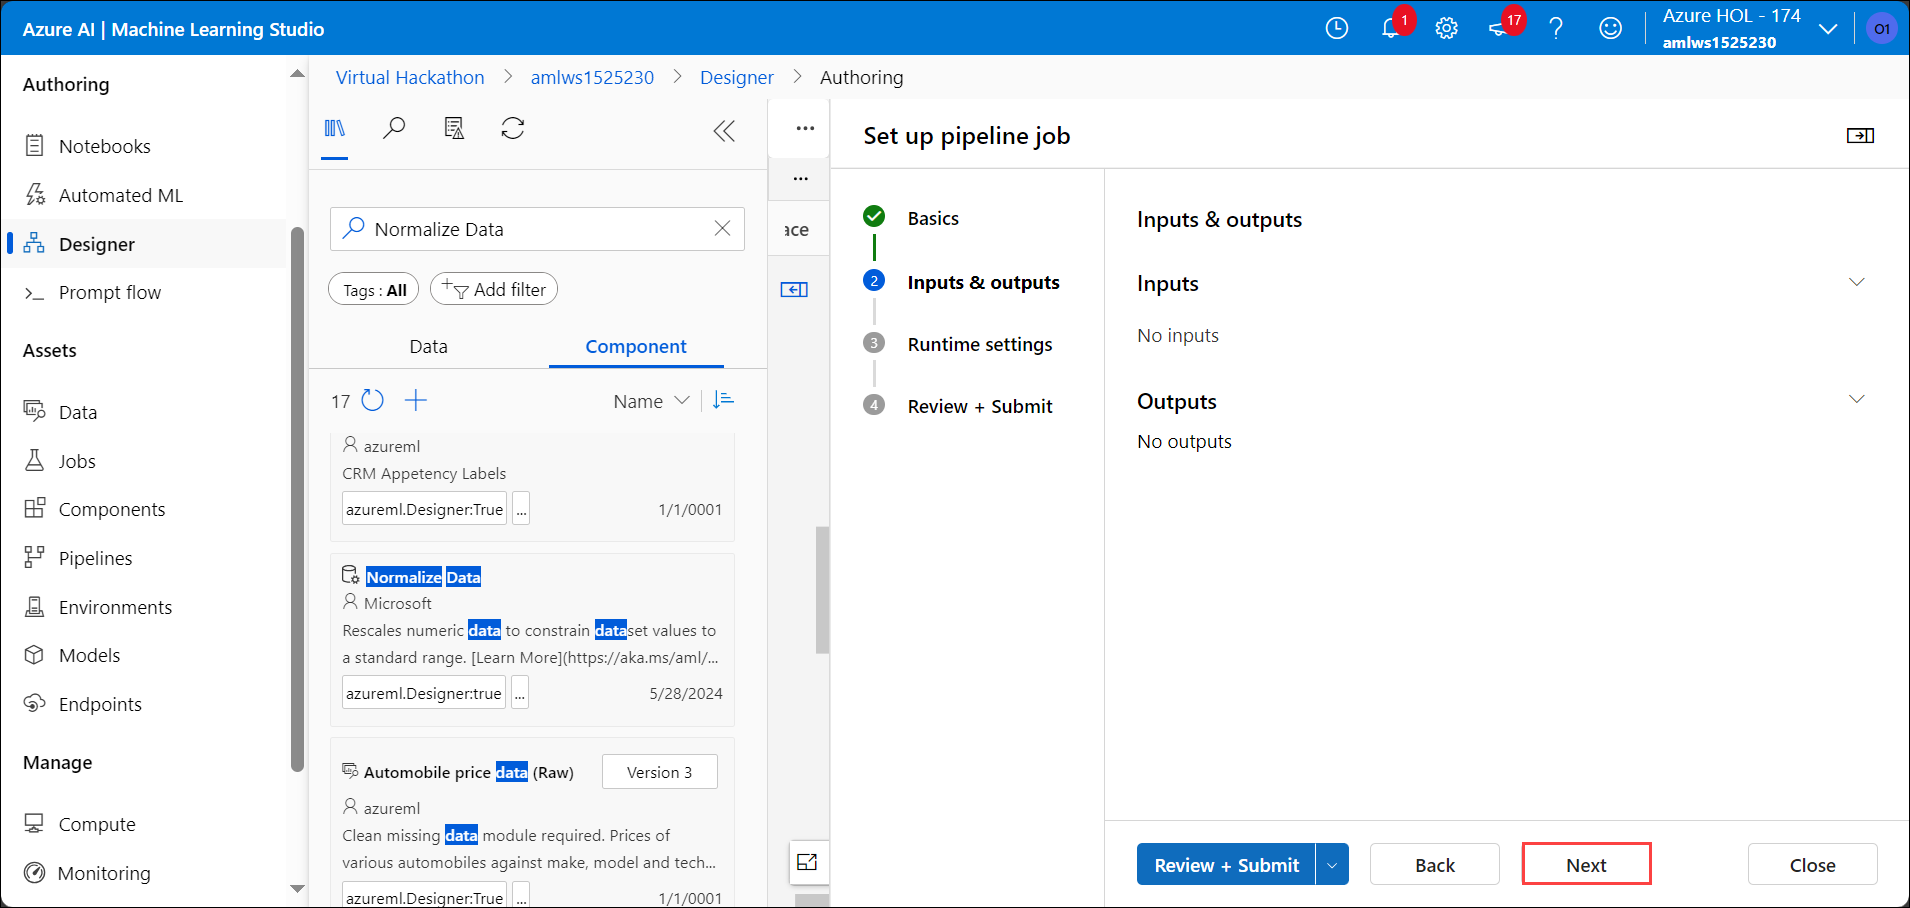 Azure AI | Machine Learning Studio
1
17
Azure HOL - 174
amlws1525230
O1
Authoring
Notebooks
Automated ML
Designer
Prompt flow
Assets
Data
Jobs
Components
Pipelines
Environments
Models
Endpoints
Manage
Compute
Monitoring
Virtual Hackathon > amlws1525230 > Designer > Authoring
Normalize Data
Tags : All
Add filter
Data
Component
17
Name
azureml
CRM Appetency Labels
azureml.Designer:True
...
1/1/0001
Normalize Data
Microsoft
Rescales numeric data to constrain dataset values to
a standard range. [Learn More](https://aka.ms/aml/...
azureml.Designer:true
...
5/28/2024
Automobile price data (Raw)
Version 3
azureml
Clean missing data module required. Prices of
various automobiles against make, model and tech...
azureml.Designer:True
...
1/1/0001
ace
Set up pipeline job
Basics
2
Inputs & outputs
3
Runtime settings
4
Review + Submit
Inputs & outputs
Inputs
No inputs
Outputs
No outputs
Review + Submit
Back
Next
Close